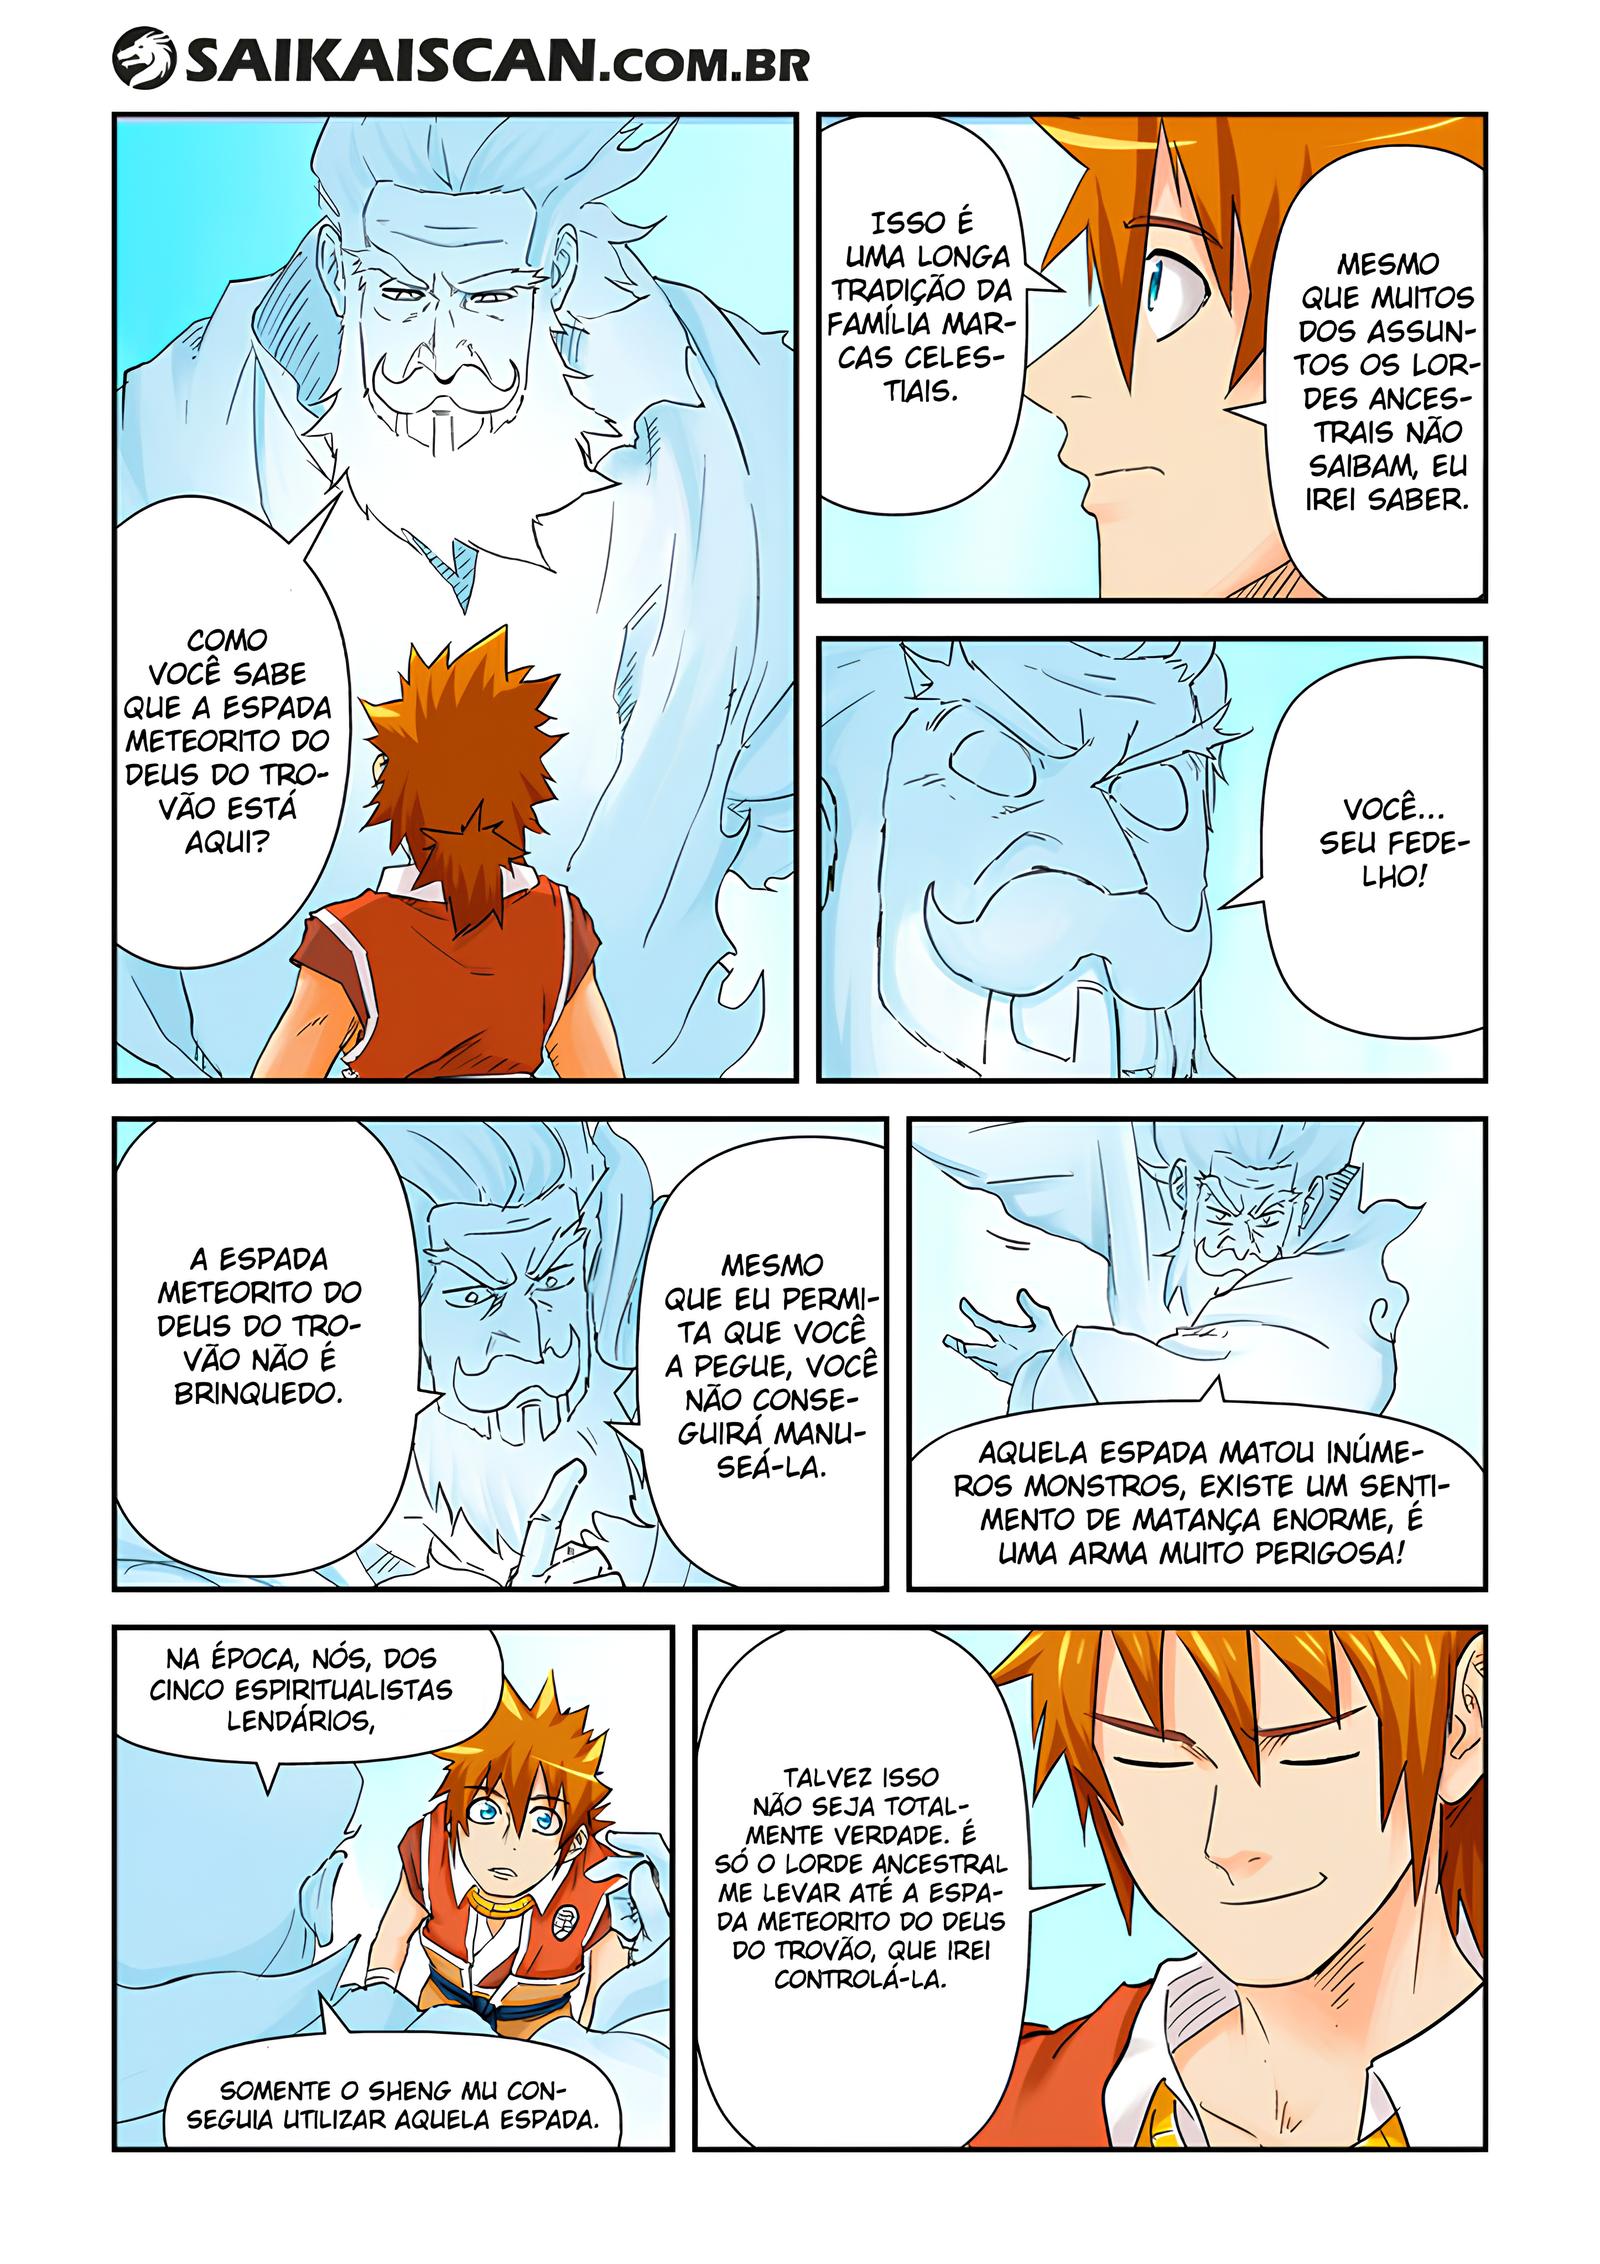 SAIKAISCAN.COM.BR
COMO
VOCÊ SABE
QUE A ESPADA
METEORITO DO
DEUS DO TRO-
VÃO ESTÁ
AQUI?
ISSO É
UMA LONGA
TRADIÇÃO DA
FAMÍLIA MAR-
CAS CELES-
TIAIS.
MESMO
QUE MUITOS
DOS ASSUN-
TOS OS LOR-
DES ANCES-
TRAIS NÃO
SAIBAM, EU
IREI SABER.
VOCÊ...
SEU FEDE-
LHO!
A ESPADA
METEORITO DO
DEUS DO TRO-
VÃO NÃO É
BRINQUEDO.
MESMO
QUE EU PERMI-
TA QUE VOCÊ
A PEGUE, VOCÊ
NÃO CONSE-
GUIRÁ MANU-
SEÁ-LA.
AQUELA ESPADA MATOU INÚME-
ROS MONSTROS, EXISTE UM SENTI-
MENTO DE MATANÇA ENORME, É
UMA ARMA MUITO PERIGOSA!
NA ÉPOCA, NÓS, DOS
CINCO ESPIRITUALISTAS
LENDÁRIOS,
SOMENTE O SHENG MU CON-
SEGUIA UTILIZAR AQUELA ESPADA.
TALVEZ ISSO
NÃO SEJA TOTAL-
MENTE VERDADE. É
SÓ O LORDE ANCESTRAL
ME LEVAR ATÉ A ESPA-
DA METEORITO DO DEUS
DO TROVÃO, QUE IREI
CONTROLÁ-LA.